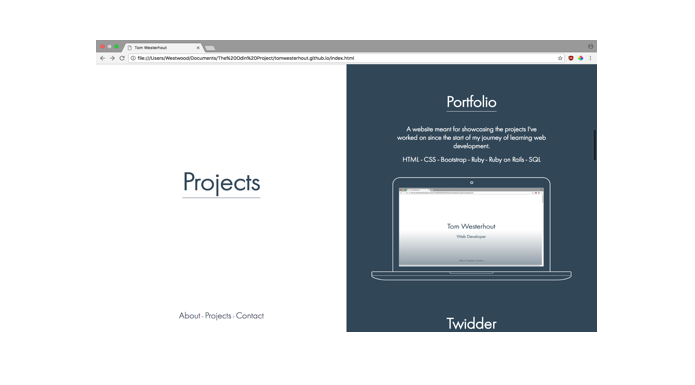 Tom Westerhout
file:///Users/Westwood/Documents/The%20Odin%20Project/tomwesterhout.github.io/index.html
Projects
About · Projects · Contact
Portfolio
A website meant for showcasing the projects I've
worked on since the start of my journey of learning web
development.
HTML - CSS - Bootstrap - Ruby - Ruby on Rails - SQL
Tom Westerhout
Web Developer
Twidder